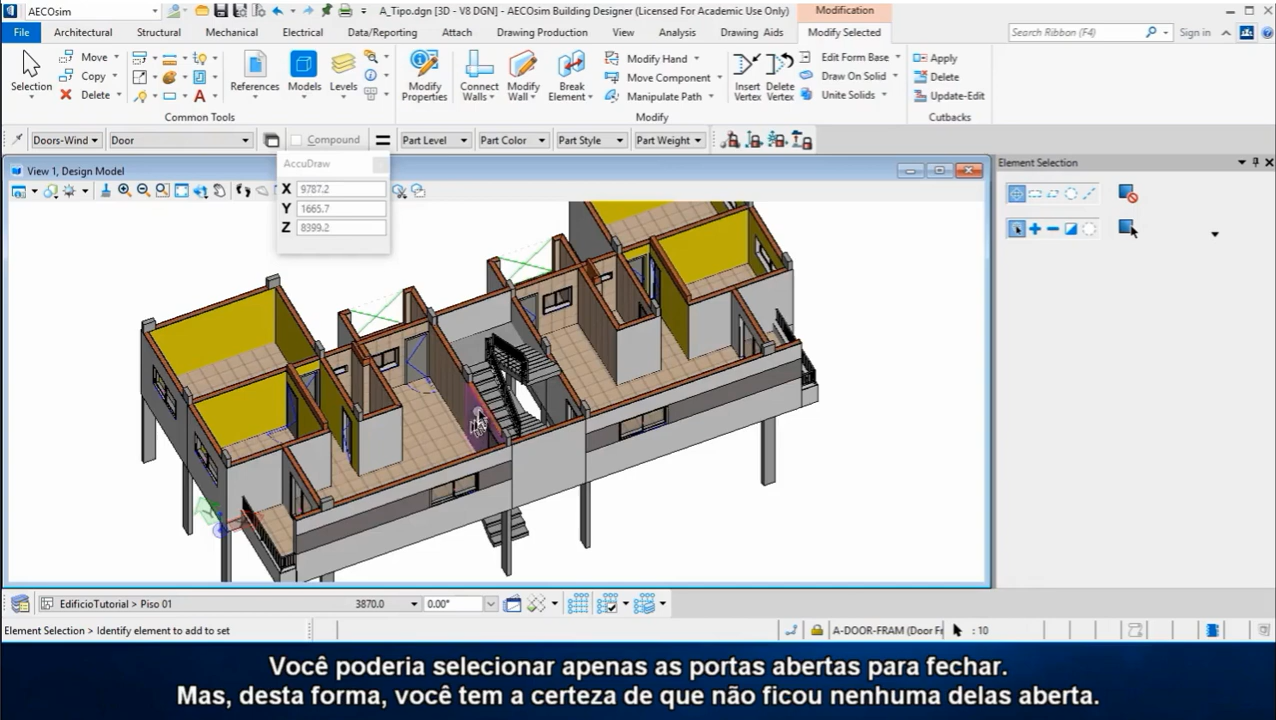 AECOsim
A_Tipo.dgn [3D - V8 DGN] - AECOsim Building Designer (Licensed For Academic Use Only)
Modification
File Architectural Structural Mechanical Electrical Data/Reporting Attach Drawing Production View Analysis Drawing Aids Modify Selected
Search Ribbon (F4)
Sign in
Selection
Move
Copy
Delete
References
Models
Levels
Common Tools
Modify Properties
Connect Walls
Modify Wall
Break Element
Modify Hand
Move Component
Manipulate Path
Insert Vertex
Delete Vertex
Edit Form Base
Draw On Solid
Unite Solids
Modify
Apply
Delete
Update-Edit
Cutbacks
Doors-Wind
Door
Compound
Part Level
Part Color
Part Style
Part Weight
View 1, Design Model
AccuDraw
X 9787.2
Y 1665.7
Z 8399.2
Element Selection
EdificioTutorial > Piso 01
3870.0
0.00°
Element Selection > Identify element to add to set
A-DOOR-FRAM (Door Fr
: 10
Você poderia selecionar apenas as portas abertas para fechar.
Mas, desta forma, você tem a certeza de que não ficou nenhuma delas aberta.